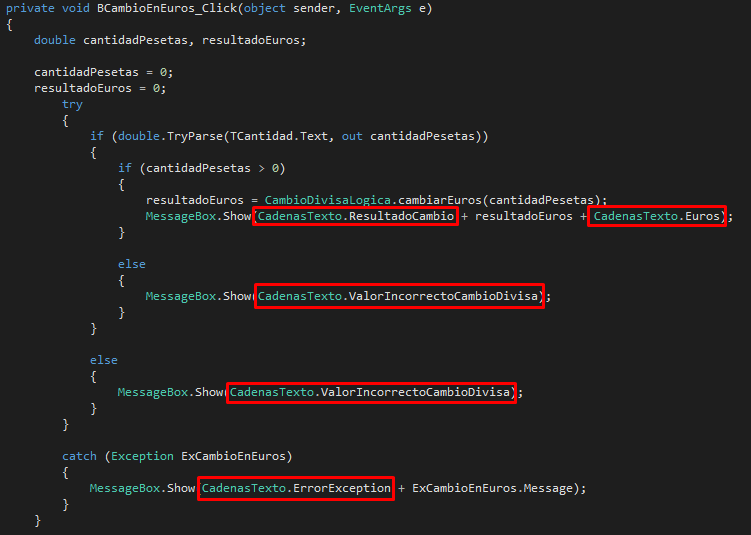 private void BCambioEnEuros_Click(object sender, EventArgs e)
{
    double cantidadPesetas, resultadoEuros;

    cantidadPesetas = 0;
    resultadoEuros = 0;
        try
        {
            if (double.TryParse(TCantidad.Text, out cantidadPesetas))
            {
                if (cantidadPesetas > 0)
                {
                    resultadoEuros = CambioDivisaLogica.cambiarEuros(cantidadPesetas);
                    MessageBox.Show(CadenasTexto.ResultadoCambio + resultadoEuros + CadenasTexto.Euros);
                }

                else
                {
                    MessageBox.Show(CadenasTexto.ValorIncorrectoCambioDivisa);
                }
            }

            else
            {
                MessageBox.Show(CadenasTexto.ValorIncorrectoCambioDivisa);
            }
        }

        catch (Exception ExCambioEnEuros)
        {
            MessageBox.Show(CadenasTexto.ErrorException + ExCambioEnEuros.Message);
        }
    }